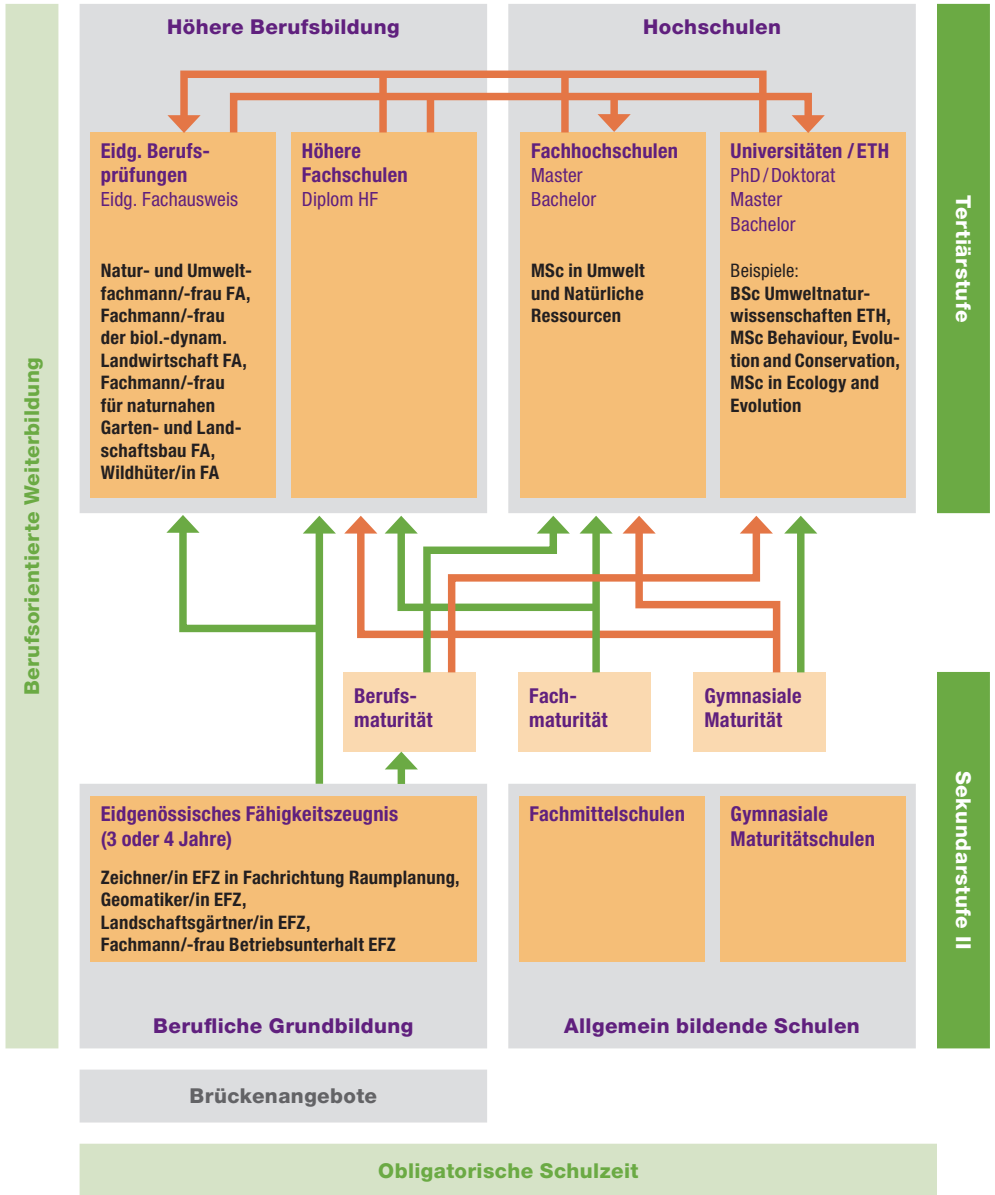 Höhere Berufsbildung
Hochschulen
Eidg. Berufs-
prüfungen
Eidg. Fachausweis
Natur- und Umwelt-
fachmann/-frau FA,
Fachmann/-frau
der biol.-dynam.
Landwirtschaft FA,
Fachmann/-frau
für naturnahen
Garten- und Land-
schaftsbau FA,
Wildhüter/in FA
Höhere
Fachschulen
Diplom HF
Fachhochschulen
Master
Bachelor
MSc in Umwelt
und Natürliche
Ressourcen
Universitäten / ETH
PhD / Doktorat
Master
Bachelor
Beispiele:
BSc Umweltnatur-
wissenschaften ETH,
MSc Behaviour, Evolu-
tion and Conservation,
MSc in Ecology and
Evolution
Tertiärstufe
Berufsorientierte Weiterbildung
Berufs-
maturität
Fach-
maturität
Gymnasiale
Maturität
Eidgenössisches Fähigkeitszeugnis
(3 oder 4 Jahre)
Zeichner/in EFZ in Fachrichtung Raumplanung,
Geomatiker/in EFZ,
Landschaftsgärtner/in EFZ,
Fachmann/-frau Betriebsunterhalt EFZ
Fachmittelschulen
Gymnasiale
Maturitätschulen
Sekundarstufe II
Berufliche Grundbildung
Allgemein bildende Schulen
Brückenangebote
Obligatorische Schulzeit